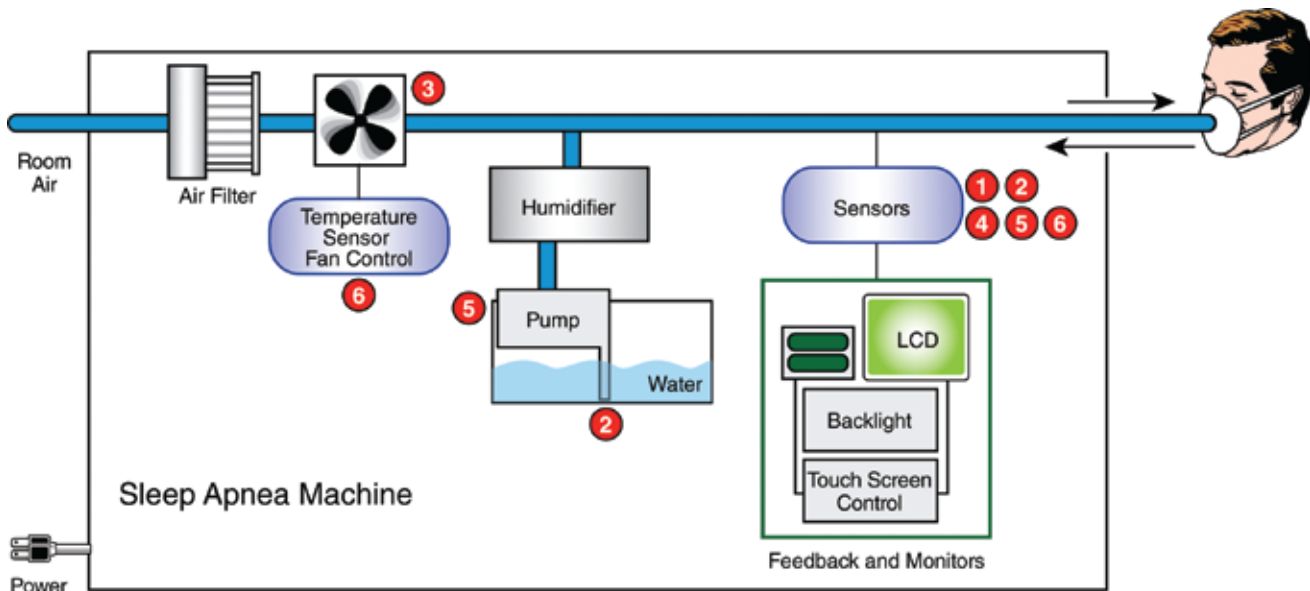 3
Room
Air
Air Filter
Temperature
Sensor
Fan Control
6
Humidifier
5
Pump
Water
2
Sensors
1 2
4 5 6
LCD
Backlight
Touch Screen
Control
Feedback and Monitors
Sleep Apnea Machine
Power